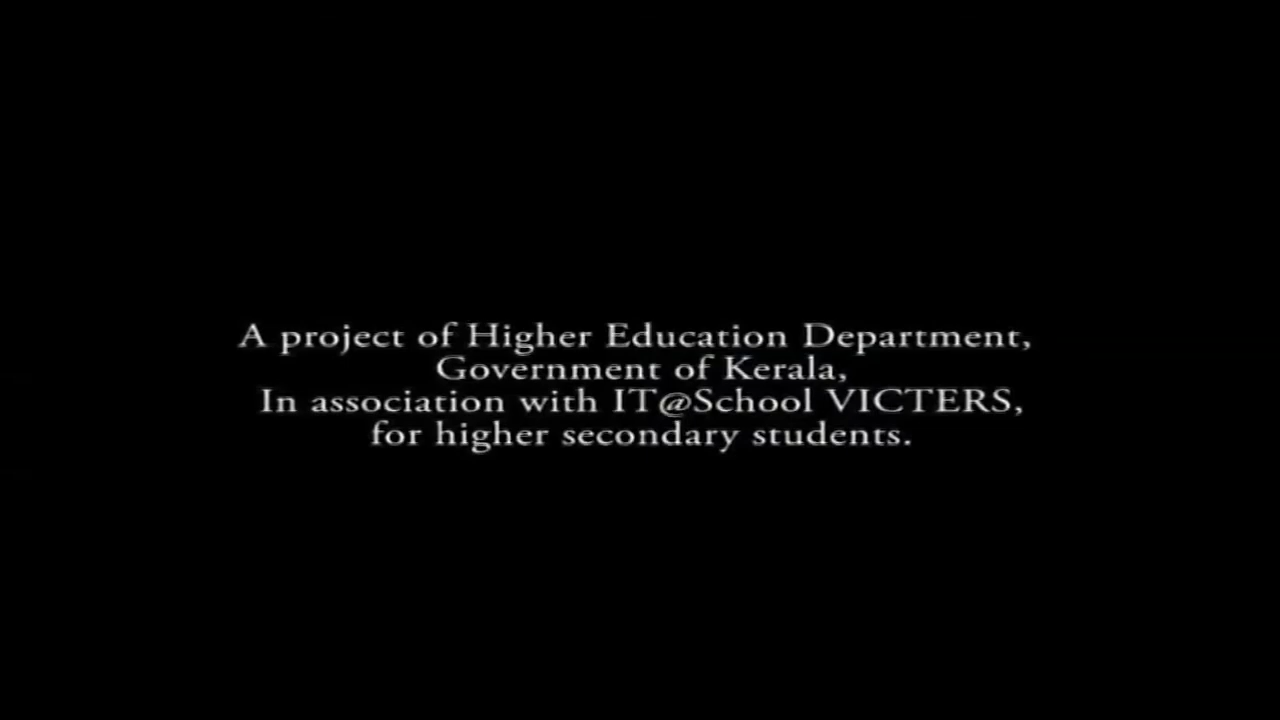 A project of Higher Education Department,
Government of Kerala,
In association with IT@School VICTERS,
for higher secondary students.